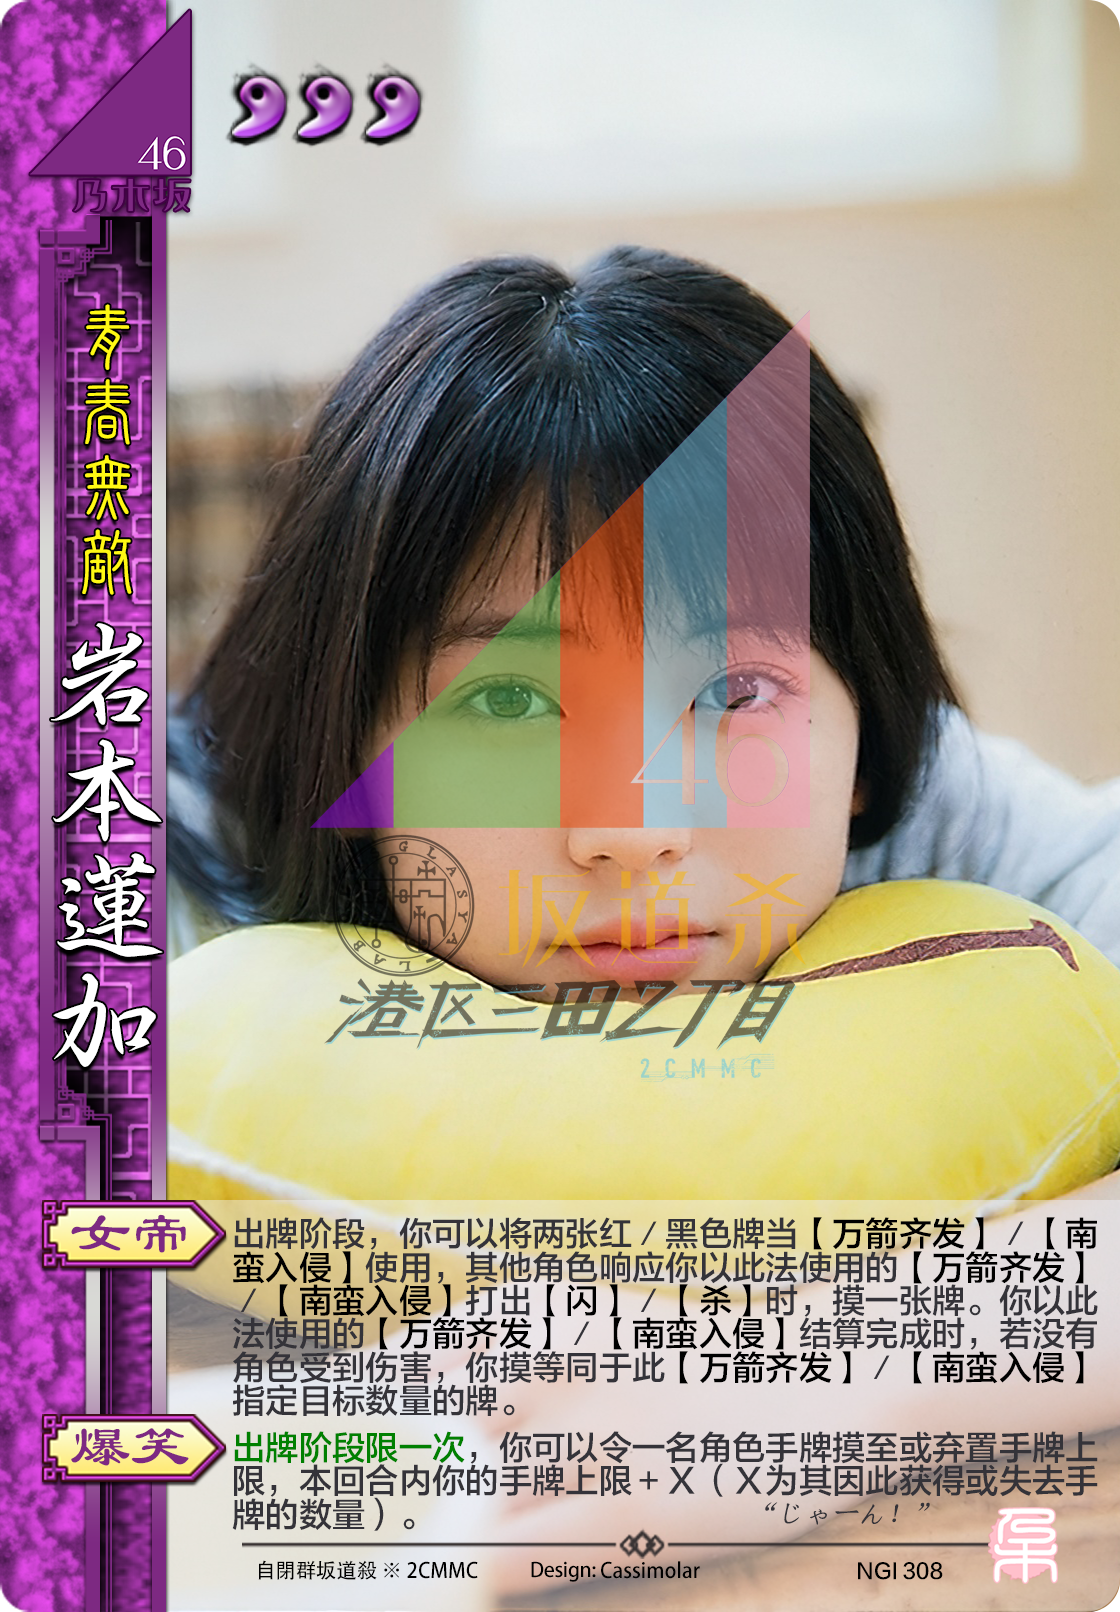 46
乃木坂
青春無敵
岩本蓮加
46
GLASYALAB
坂道杀
港区三田乙丁目
2CMMC
女帝
出牌阶段，你可以将两张红／黑色牌当【万箭齐发】／【南
蛮入侵】使用，其他角色响应你以此法使用的【万箭齐发】
／【南蛮入侵】打出【闪】／【杀】时，摸一张牌。你以此
法使用的【万箭齐发】／【南蛮入侵】结算完成时，若没有
角色受到伤害，你摸等同于此【万箭齐发】／【南蛮入侵】
指定目标数量的牌。
爆笑
出牌阶段限一次，你可以令一名角色手牌摸至或弃置手牌上
限，本回合内你的手牌上限＋X（X为其因此获得或失去手
牌的数量）。
“じゃーん！”
自閉群坂道殺 ※ 2CMMC
Design: Cassimolar
NGI 308